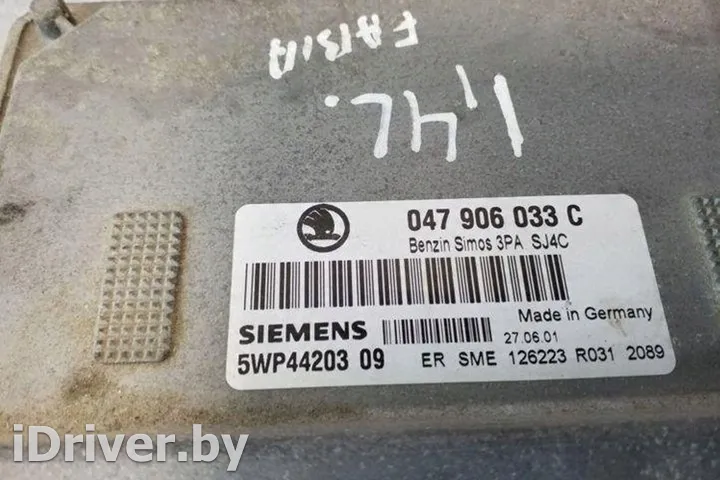 FABIA
1,4L.
047 906 033 C
Benzin Simos 3PA SJ4C
Made in Germany
SIEMENS
27.06.01
5WP44203 09
ER SME 126223 R031 2089
iDriver.by